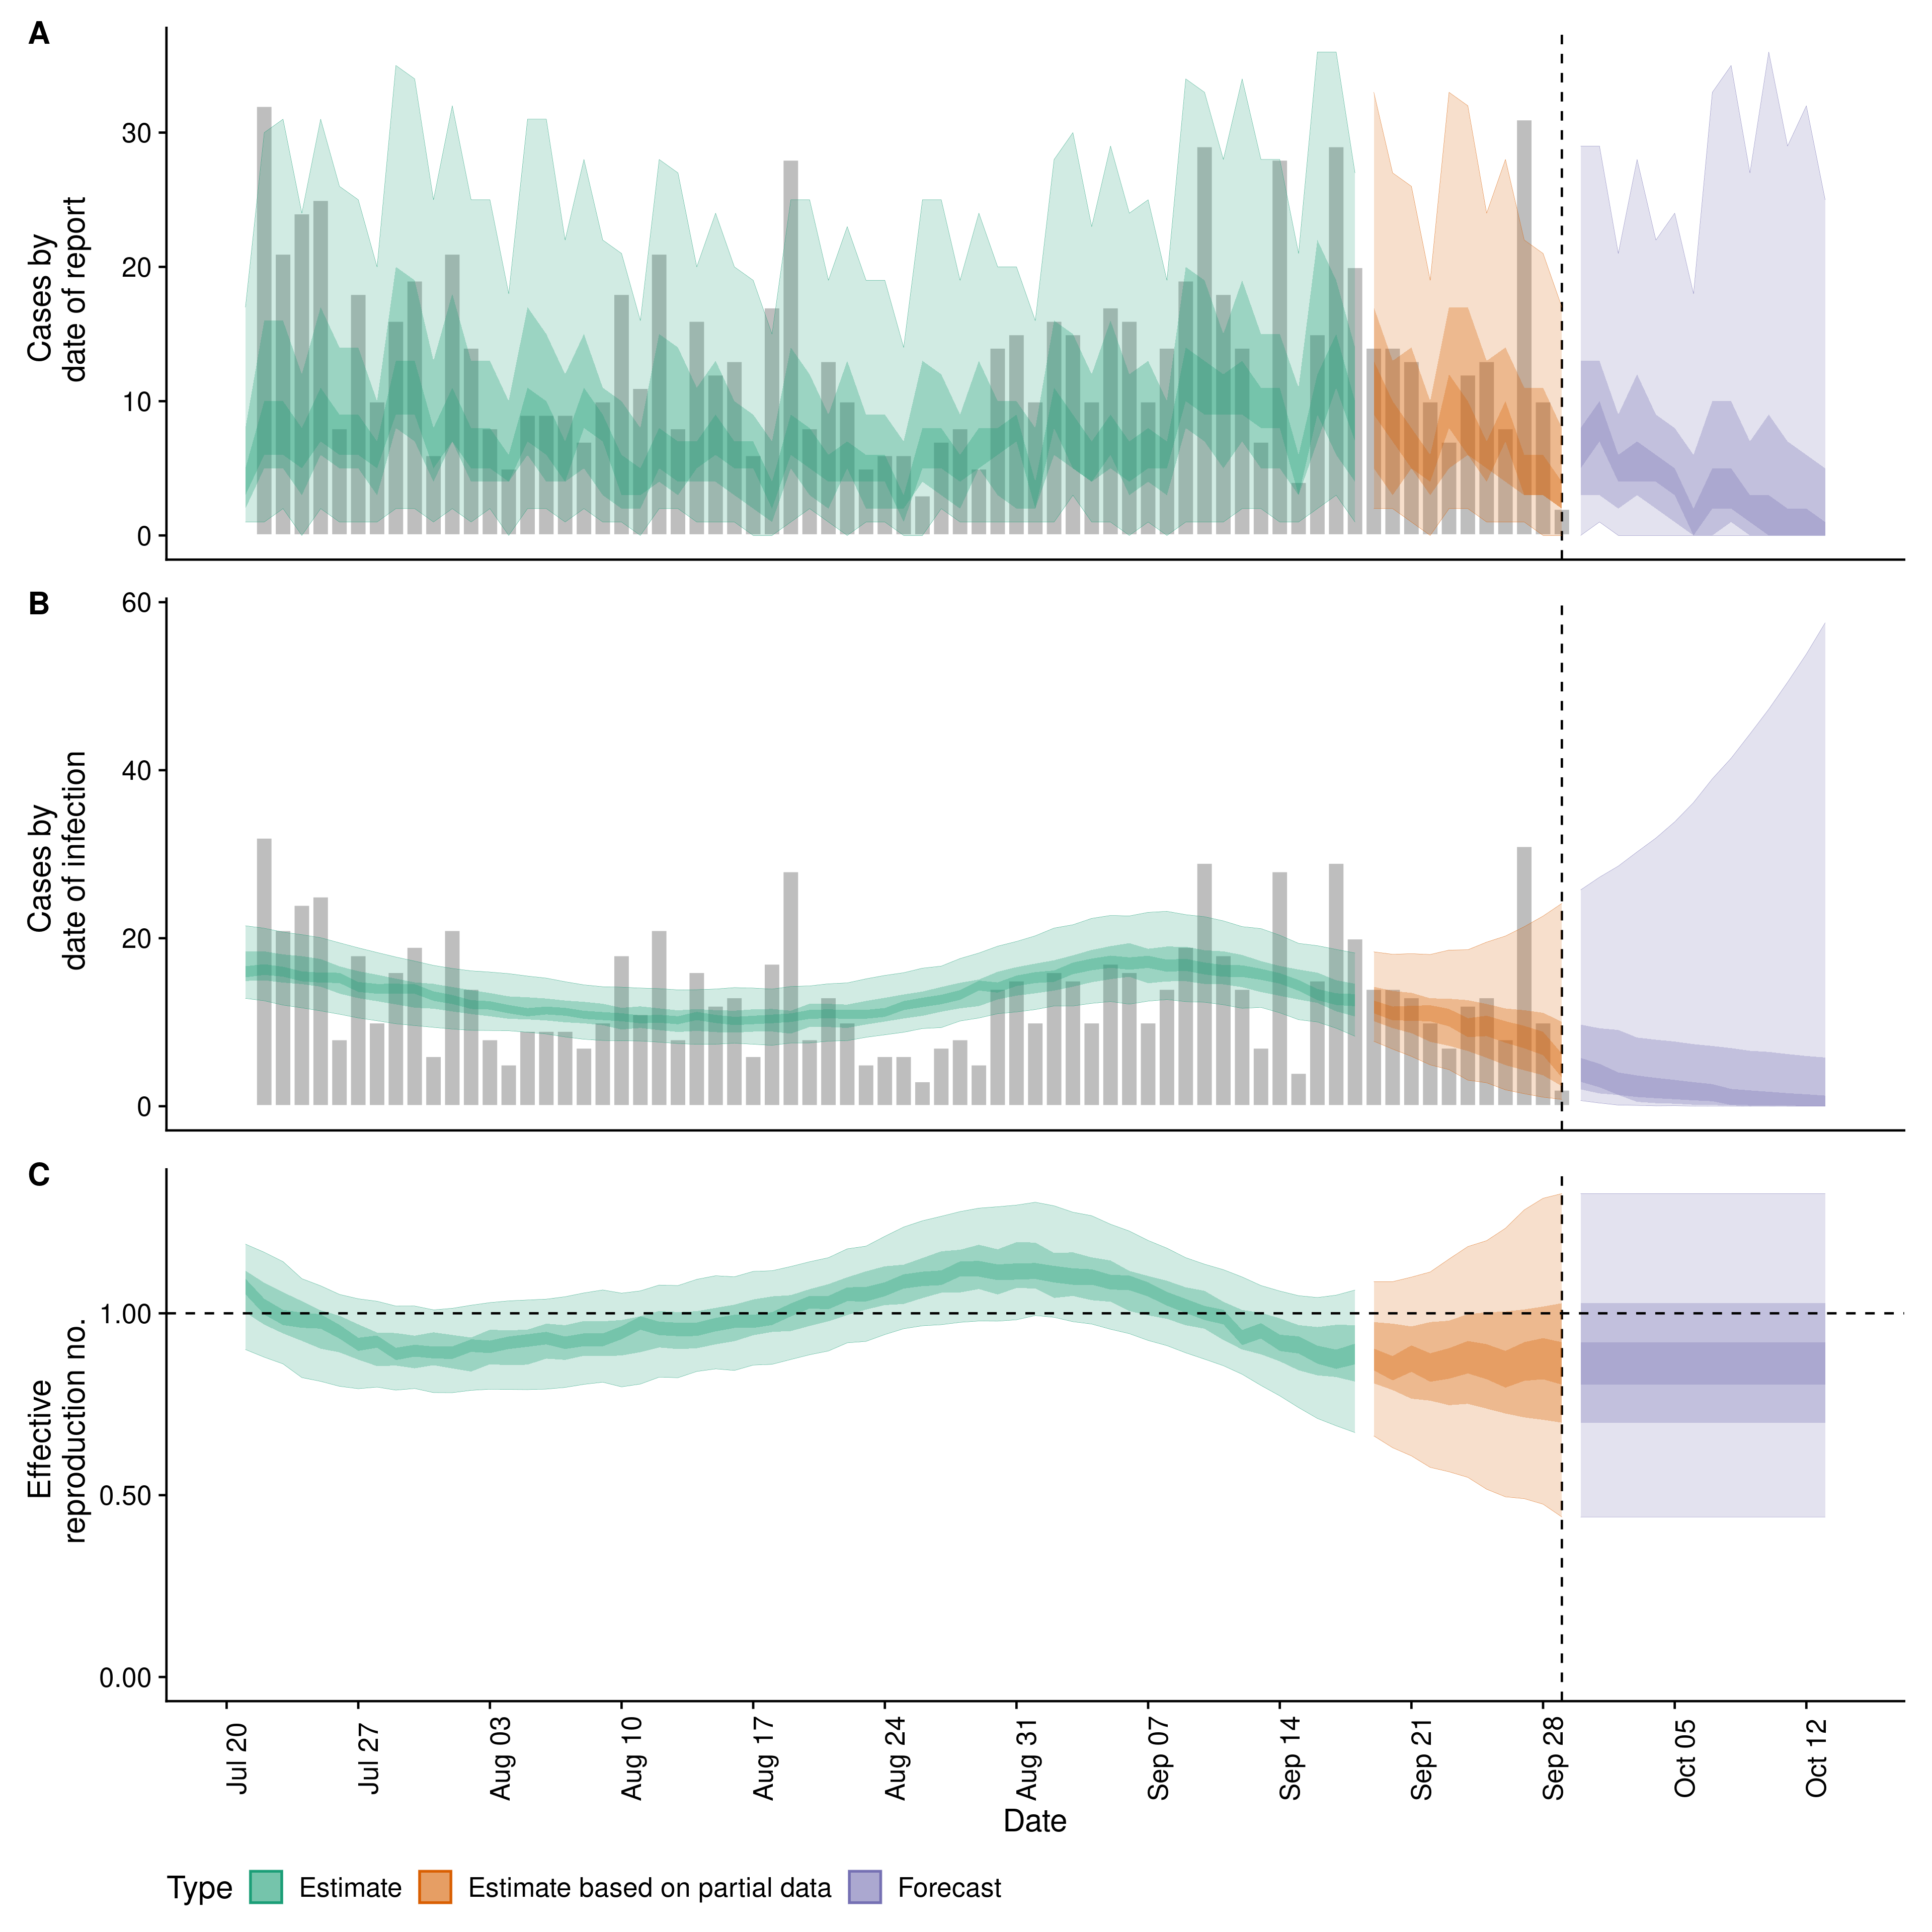 A
Cases by
date of report
30
20
10
0
B
Cases by
date of infection
60
40
20
0
C
Effective
reproduction no.
1.00
0.50
0.00
Jul 20
Jul 27
Aug 03
Aug 10
Aug 17
Aug 24
Aug 31
Sep 07
Sep 14
Sep 21
Sep 28
Oct 05
Oct 12
Date
Type Estimate Estimate based on partial data Forecast